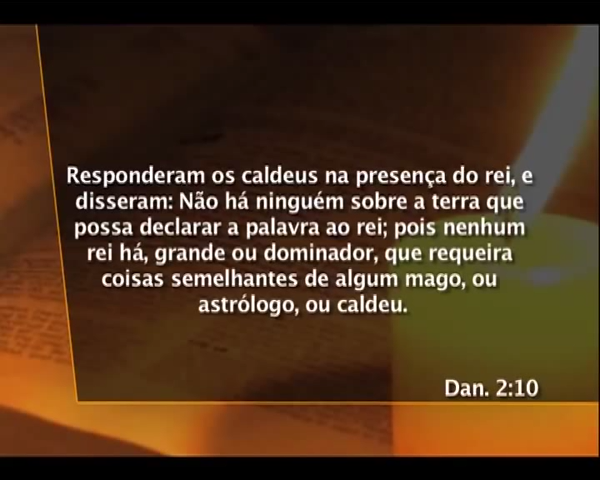 Responderam os caldeus na presença do rei, e
disseram: Não há ninguém sobre a terra que
possa declarar a palavra ao rei; pois nenhum
rei há, grande ou dominador, que requeira
coisas semelhantes de algum mago, ou
astrólogo, ou caldeu.
Dan. 2:10